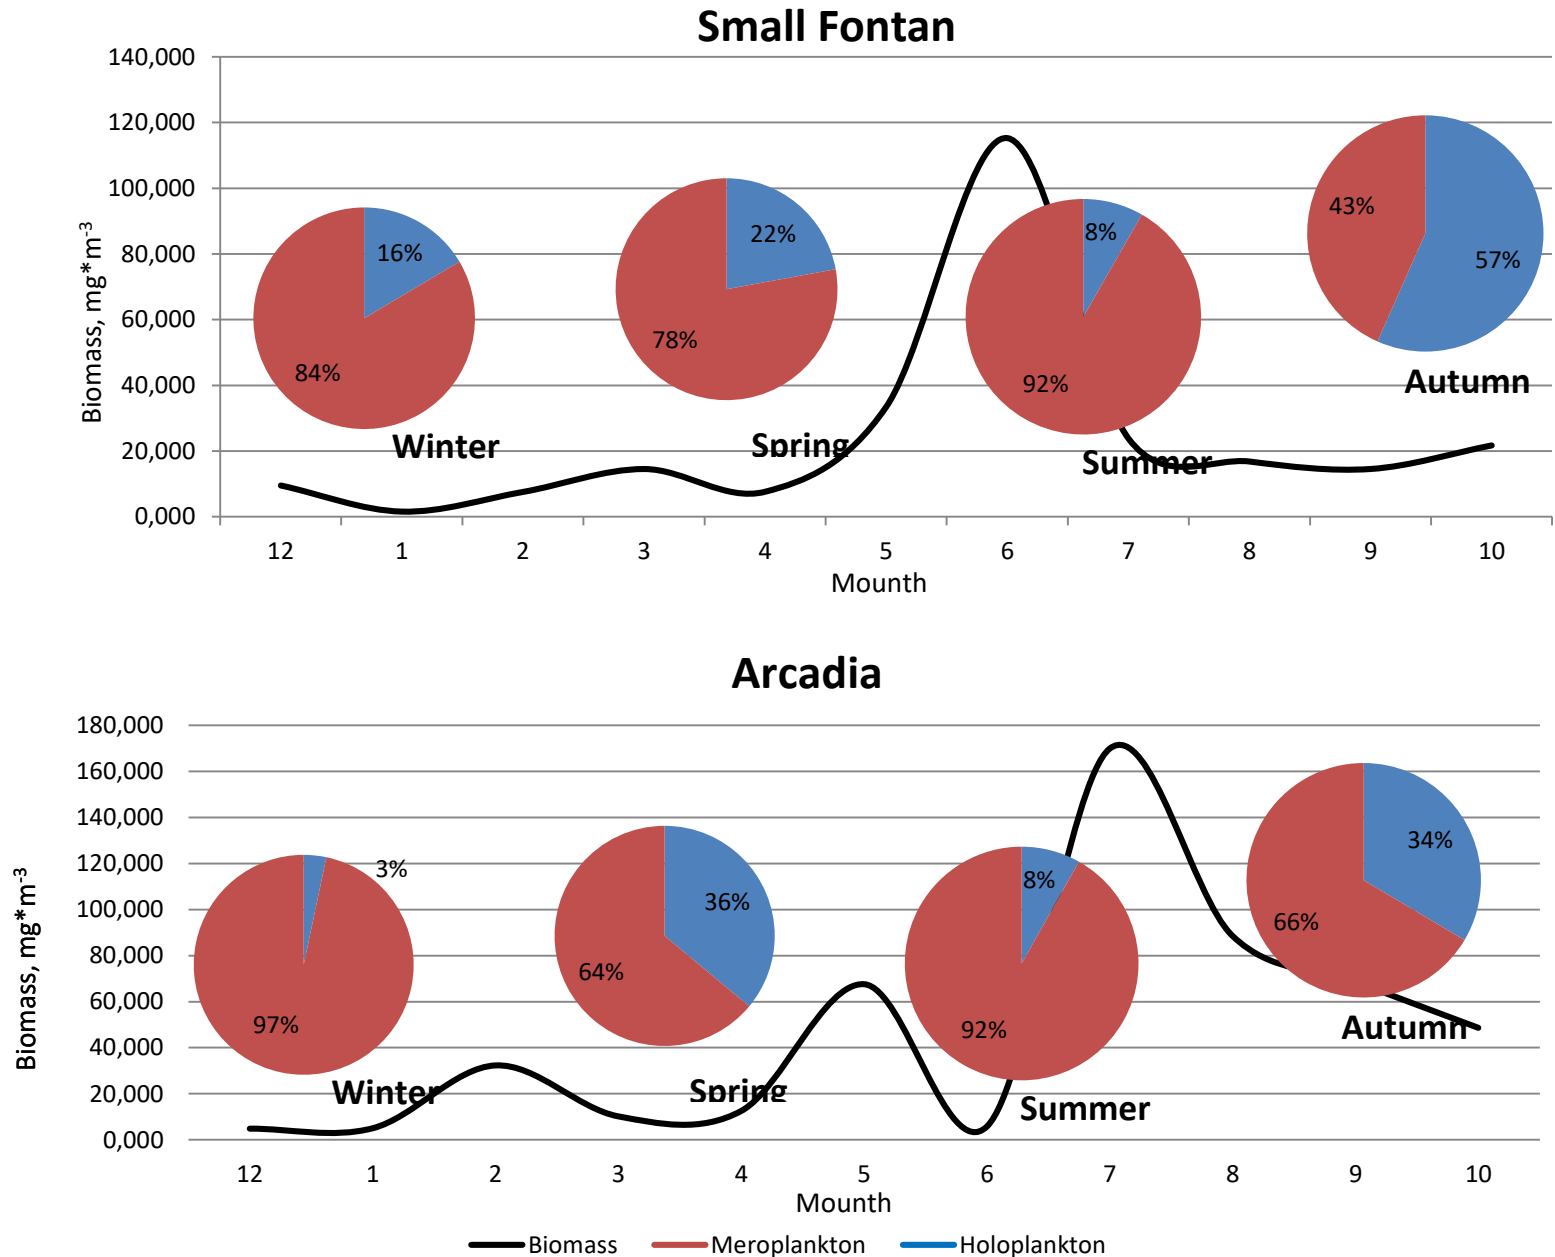 Small Fontan
140,000
120,000
100,000
80,000
60,000
40,000
20,000
0,000
Biomass, mg*m-3
16%
84%
Winter
22%
78%
Spring
8%
92%
Summer
43%
57%
Autumn
12 1 2 3 4 5 6 7 8 9 10
Mounth
Arcadia
180,000
160,000
140,000
120,000
100,000
80,000
60,000
40,000
20,000
0,000
Biomass, mg*m-3
3%
97%
Winter
36%
64%
Spring
8%
92%
Summer
34%
66%
Autumn
12 1 2 3 4 5 6 7 8 9 10
Mounth
Biomass Meroplankton Holoplankton